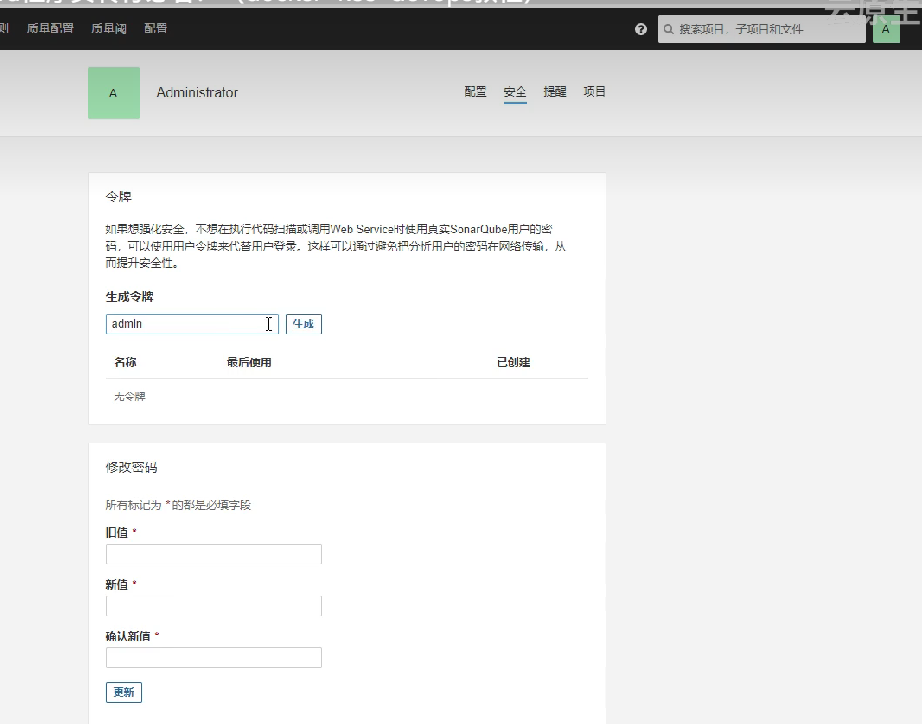 质量配置 质量阈 配置
搜索项目、子项目和文件
A
A
Administrator
配置 安全 提醒 项目
令牌
如果想强化安全，不想在执行代码扫描或调用Web Service时使用真实SonarQube用户的密
码，可以使用用户令牌来代替用户登录。这样可以通过避免把分析用户的密码在网络传输，从
而提升安全性。
生成令牌
admin
生成
名称 最后使用 已创建
无令牌
修改密码
所有标记为 *的都是必填字段
旧值 *
新值 *
确认新值 *
更新